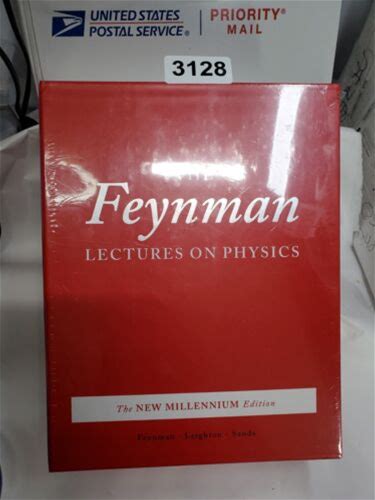 UNITED STATES
POSTAL SERVICE®
PRIORITY®
MAIL
3128
Feynman
LECTURES ON PHYSICS
The NEW MILLENNIUM Edition
Feynman · Leighton · Sands